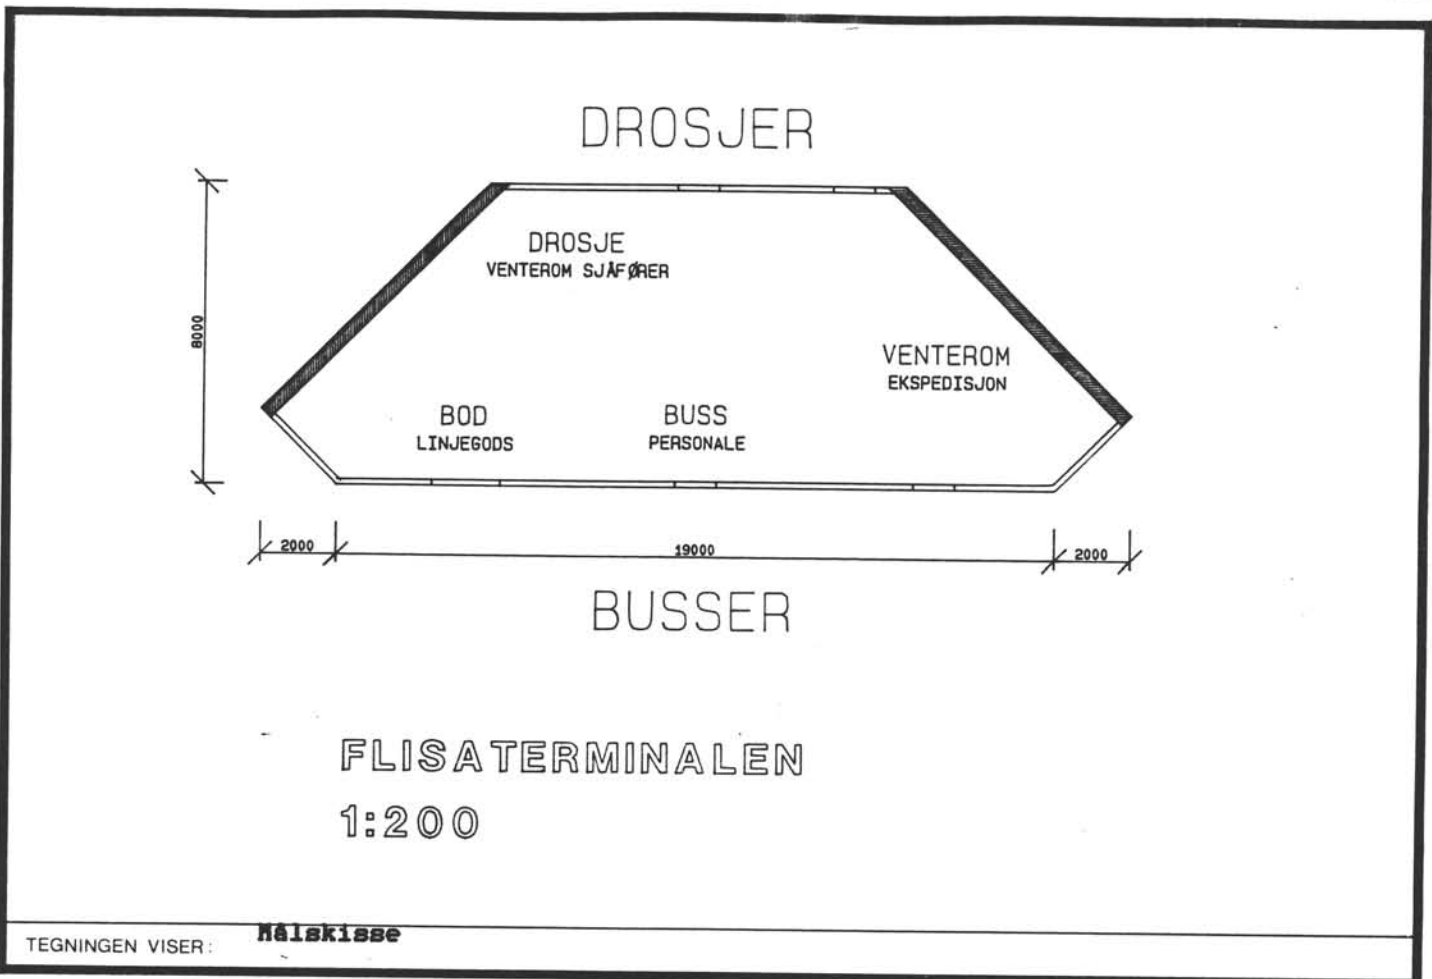 DROSJER
8000
DROSJE
VENTEROM SJÅFØRER
VENTEROM
EKSPEDISJON
BOD
LINJEGODS
BUSS
PERSONALE
2000
19000
2000
BUSSER
FLISATERMINALEN
1:200
TEGNINGEN VISER: Målskisse